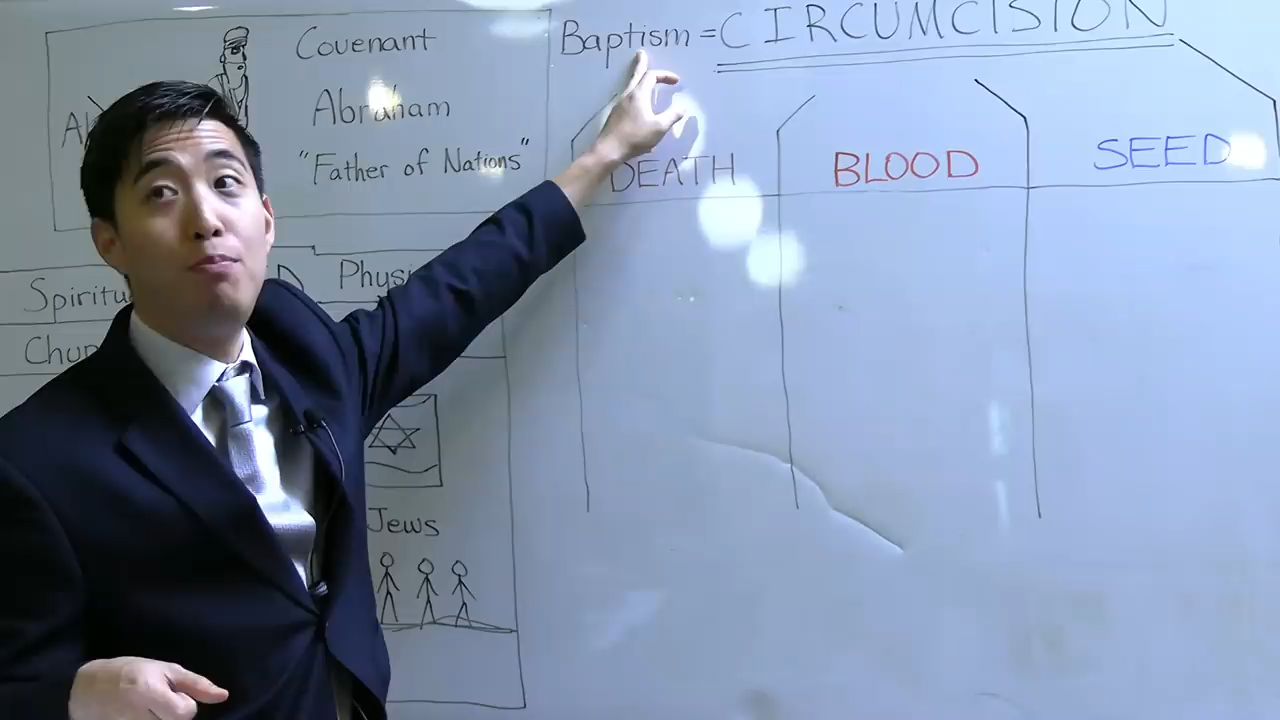 Covenant
Abraham
"Father of Nations"
Baptism = CIRCUMCISION
DEATH
BLOOD
SEED
Jews